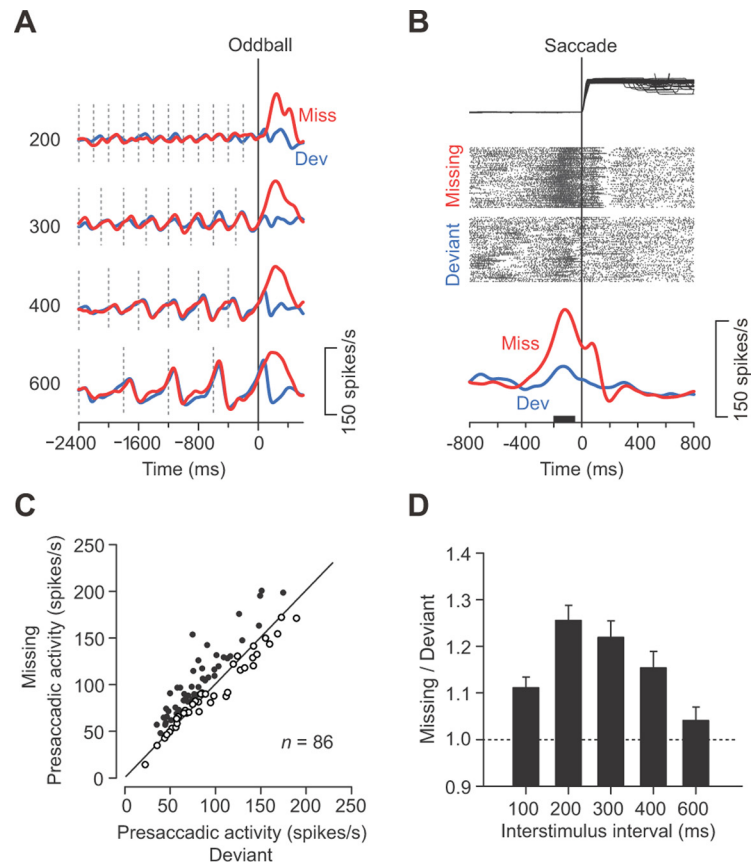 A
Oddball
200
Miss
Dev
300
400
600
150 spikes/s
−2400
−1600
−800
0
Time (ms)
B
Saccade
Missing
Deviant
Miss
Dev
150 spikes/s
-800
-400
0
400
800
Time (ms)
C
Missing
Presaccadic activity (spikes/s)
250
200
150
100
50
0
n = 86
0
50
100
150
200
250
Presaccadic activity (spikes/s)
Deviant
D
Missing / Deviant
1.4
1.3
1.2
1.1
1.0
0.9
100
200
300
400
600
Interstimulus interval (ms)